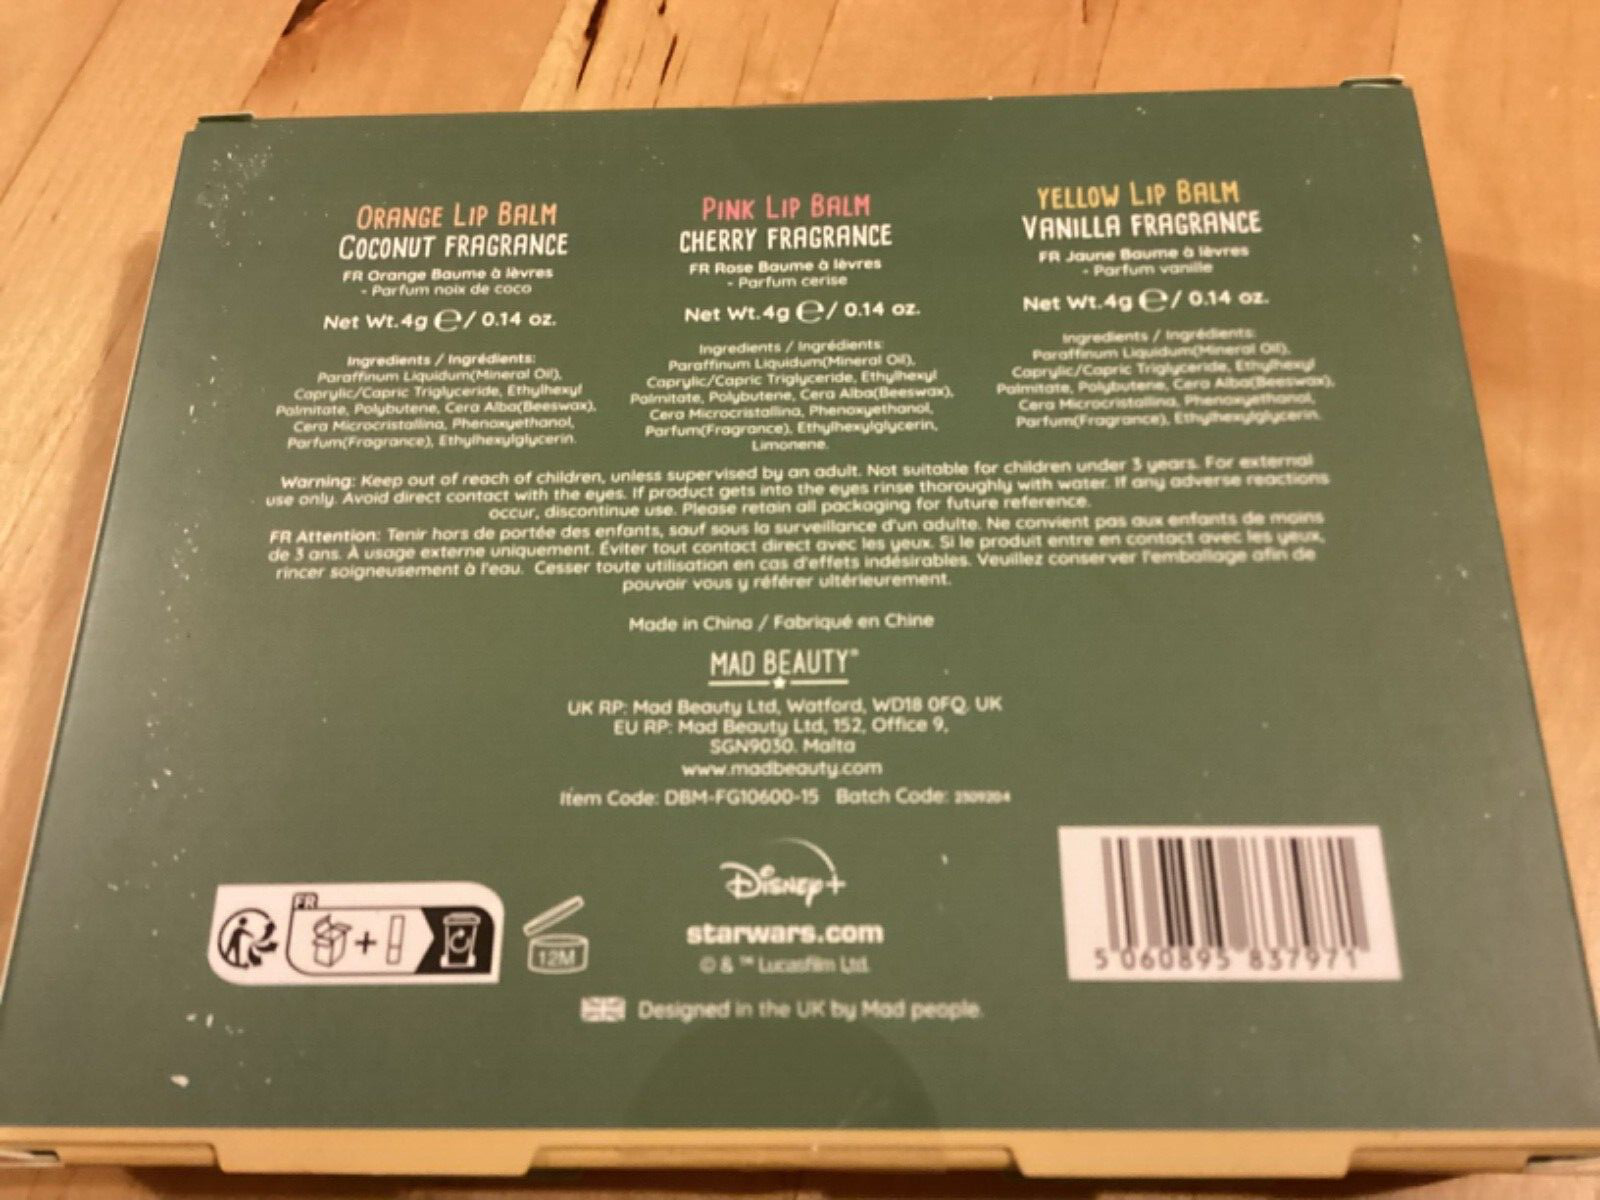 ORANGE LIP BALM
COCONUT FRAGRANCE
FR Orange Baume à lèvres
- Parfum noix de coco
Net Wt.4g ℮/ 0.14 oz.
Ingredients / Ingrédients:
Paraffinum Liquidum(Mineral Oil),
Caprylic/Capric Triglyceride, Ethylhexyl
Palmitate, Polybutene, Cera Alba(Beeswax),
Cera Microcristallina, Phenoxyethanol,
Parfum(Fragrance), Ethylhexylglycerin.
PINK LIP BALM
CHERRY FRAGRANCE
FR Rose Baume à lèvres
- Parfum cerise
Net Wt.4g ℮/ 0.14 oz.
Ingredients / Ingrédients:
Paraffinum Liquidum(Mineral Oil),
Caprylic/Capric Triglyceride, Ethylhexyl
Palmitate, Polybutene, Cera Alba(Beeswax),
Cera Microcristallina, Phenoxyethanol,
Parfum(Fragrance), Ethylhexylglycerin,
Limonene.
YELLOW LIP BALM
VANILLA FRAGRANCE
FR Jaune Baume à lèvres
- Parfum vanille
Net Wt.4g ℮/ 0.14 oz.
Ingredients / Ingrédients:
Paraffinum Liquidum(Mineral Oil),
Caprylic/Capric Triglyceride, Ethylhexyl
Palmitate, Polybutene, Cera Alba(Beeswax),
Cera Microcristallina, Phenoxyethanol,
Parfum(Fragrance), Ethylhexylglycerin.
Warning: Keep out of reach of children, unless supervised by an adult. Not suitable for children under 3 years. For external
use only. Avoid direct contact with the eyes. If product gets into the eyes rinse thoroughly with water. If any adverse reactions
occur, discontinue use. Please retain all packaging for future reference.
FR Attention: Tenir hors de portée des enfants, sauf sous la surveillance d'un adulte. Ne convient pas aux enfants de moins
de 3 ans. À usage externe uniquement. Éviter tout contact direct avec les yeux. Si le produit entre en contact avec les yeux,
rincer soigneusement à l'eau. Cesser toute utilisation en cas d'effets indésirables. Veuillez conserver l'emballage afin de
pouvoir vous y référer ultérieurement.
Made in China / Fabriqué en Chine
MAD BEAUTY™
UK RP: Mad Beauty Ltd, Watford, WD18 0FQ. UK
EU RP: Mad Beauty Ltd, 152, Office 9,
SGN9030. Malta
www.madbeauty.com
Item Code: DBM-FG10600-15 Batch Code: 2309204
FR
+
12M
Disney+
starwars.com
© & ™ Lucasfilm Ltd.
Designed in the UK by Mad people.
5 060895 837971